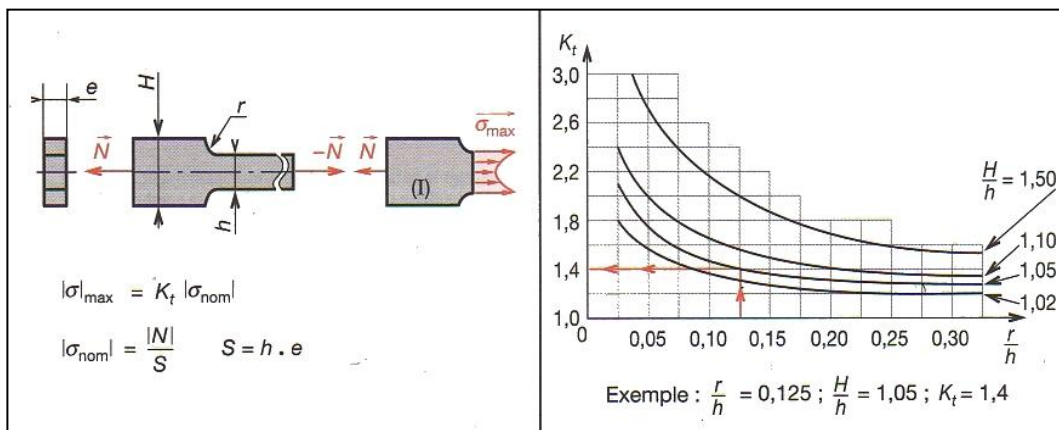 e
H
r
N
-N
N
σmax
(I)
h
|σ|max = Kt |σnom|
|σnom| = |N| / S   S = h . e
Kt
3,0
2,6
2,2
1,8
1,4
1,0
0
0,05
0,10
0,15
0,20
0,25
0,30
r/h
H/h = 1,50
1,10
1,05
1,02
Exemple : r/h = 0,125 ; H/h = 1,05 ; Kt = 1,4